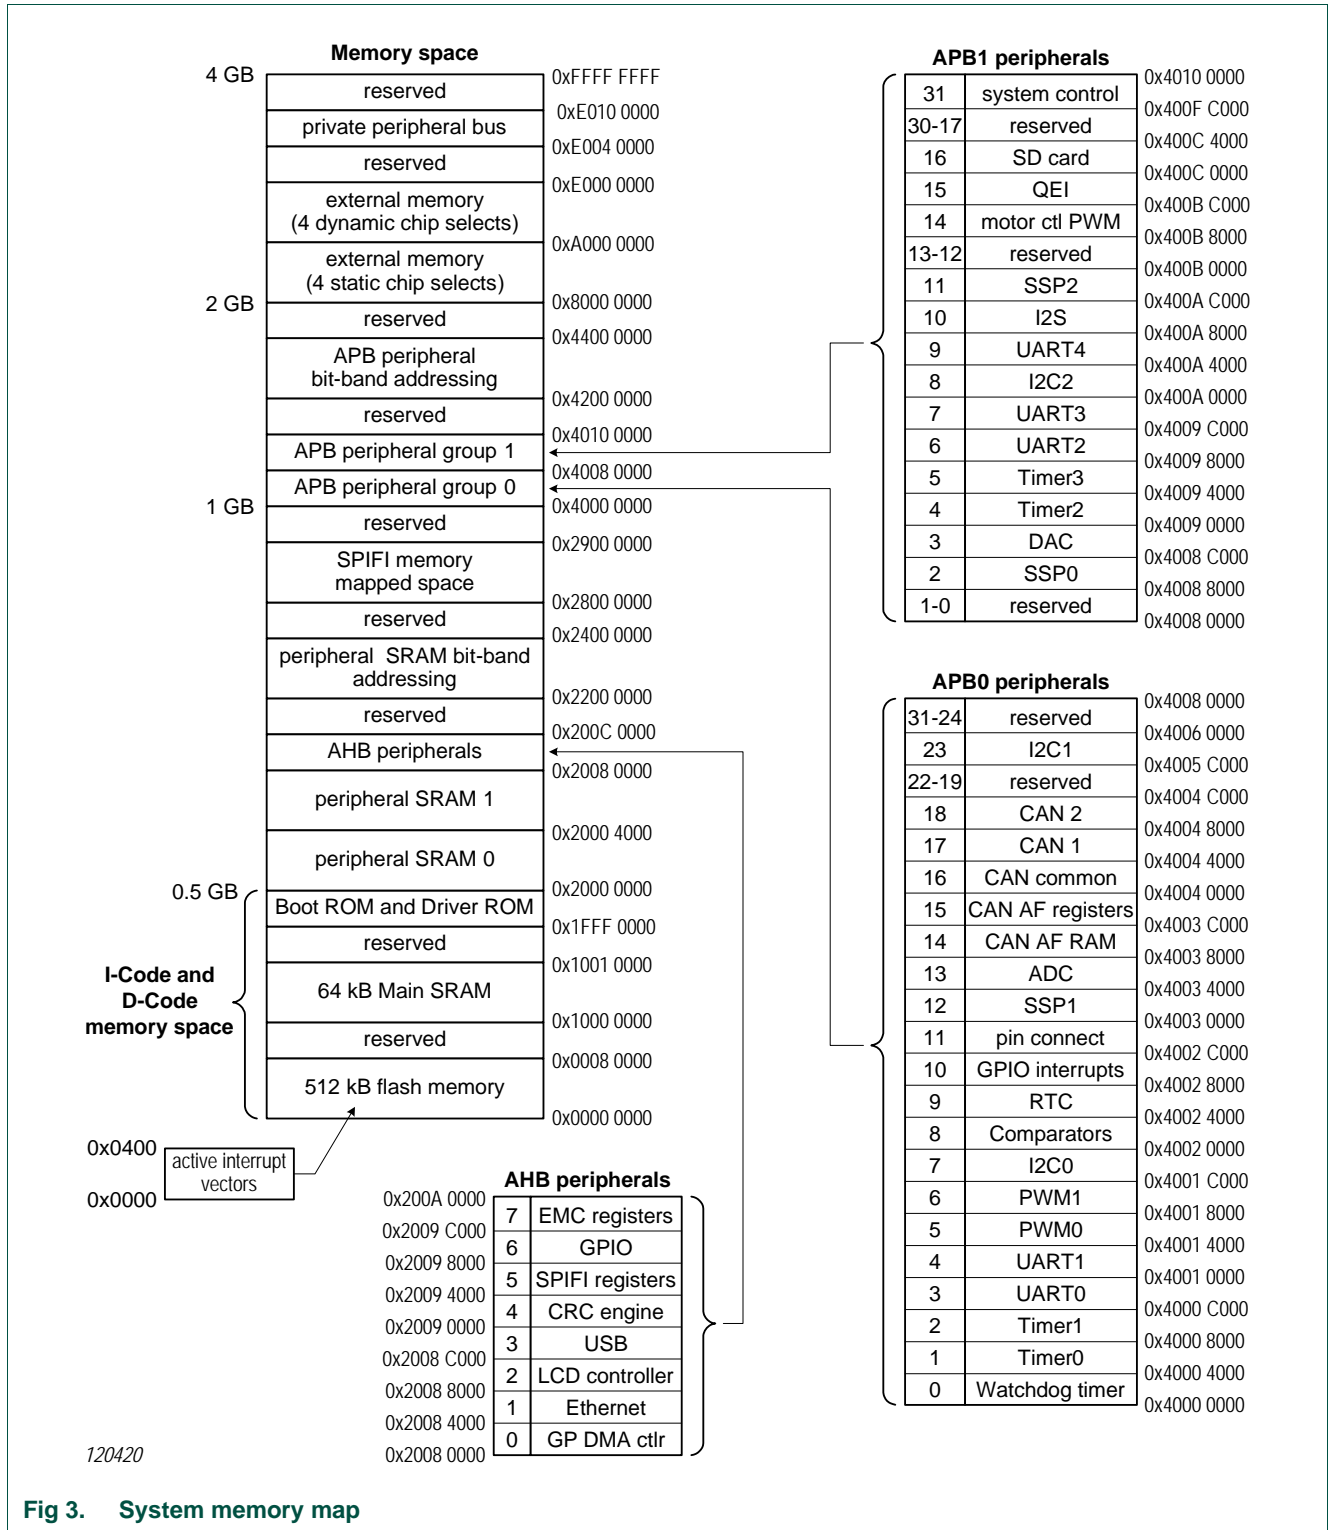 Memory space
4 GB
0xFFFF FFFF
reserved
0xE010 0000
private peripheral bus
0xE004 0000
reserved
0xE000 0000
external memory
(4 dynamic chip selects)
0xA000 0000
external memory
(4 static chip selects)
2 GB
0x8000 0000
reserved
0x4400 0000
APB peripheral
bit-band addressing
0x4200 0000
reserved
0x4010 0000
APB peripheral group 1
0x4008 0000
APB peripheral group 0
1 GB
0x4000 0000
reserved
0x2900 0000
SPIFI memory
mapped space
0x2800 0000
reserved
0x2400 0000
peripheral SRAM bit-band
addressing
0x2200 0000
reserved
0x200C 0000
AHB peripherals
0x2008 0000
peripheral SRAM 1
0x2000 4000
peripheral SRAM 0
0.5 GB
0x2000 0000
Boot ROM and Driver ROM
0x1FFF 0000
reserved
0x1001 0000
I-Code and
D-Code
memory space
64 kB Main SRAM
0x1000 0000
reserved
0x0008 0000
512 kB flash memory
0x0000 0000
0x0400
active interrupt
vectors
0x0000
APB1 peripherals
0x4010 0000
31 system control
0x400F C000
30-17 reserved
0x400C 4000
16 SD card
0x400C 0000
15 QEI
0x400B C000
14 motor ctl PWM
0x400B 8000
13-12 reserved
0x400B 0000
11 SSP2
0x400A C000
10 I2S
0x400A 8000
9 UART4
0x400A 4000
8 I2C2
0x400A 0000
7 UART3
0x4009 C000
6 UART2
0x4009 8000
5 Timer3
0x4009 4000
4 Timer2
0x4009 0000
3 DAC
0x4008 C000
2 SSP0
0x4008 8000
1-0 reserved
0x4008 0000
APB0 peripherals
0x4008 0000
31-24 reserved
0x4006 0000
23 I2C1
0x4005 C000
22-19 reserved
0x4004 C000
18 CAN 2
0x4004 8000
17 CAN 1
0x4004 4000
16 CAN common
0x4004 0000
15 CAN AF registers
0x4003 C000
14 CAN AF RAM
0x4003 8000
13 ADC
0x4003 4000
12 SSP1
0x4003 0000
11 pin connect
0x4002 C000
10 GPIO interrupts
0x4002 8000
9 RTC
0x4002 4000
8 Comparators
0x4002 0000
7 I2C0
0x4001 C000
6 PWM1
0x4001 8000
5 PWM0
0x4001 4000
4 UART1
0x4001 0000
3 UART0
0x4000 C000
2 Timer1
0x4000 8000
1 Timer0
0x4000 4000
0 Watchdog timer
0x4000 0000
AHB peripherals
0x200A 0000
7 EMC registers
0x2009 C000
6 GPIO
0x2009 8000
5 SPIFI registers
0x2009 4000
4 CRC engine
0x2009 0000
3 USB
0x2008 C000
2 LCD controller
0x2008 8000
1 Ethernet
0x2008 4000
0 GP DMA ctlr
0x2008 0000
120420
Fig 3. System memory map